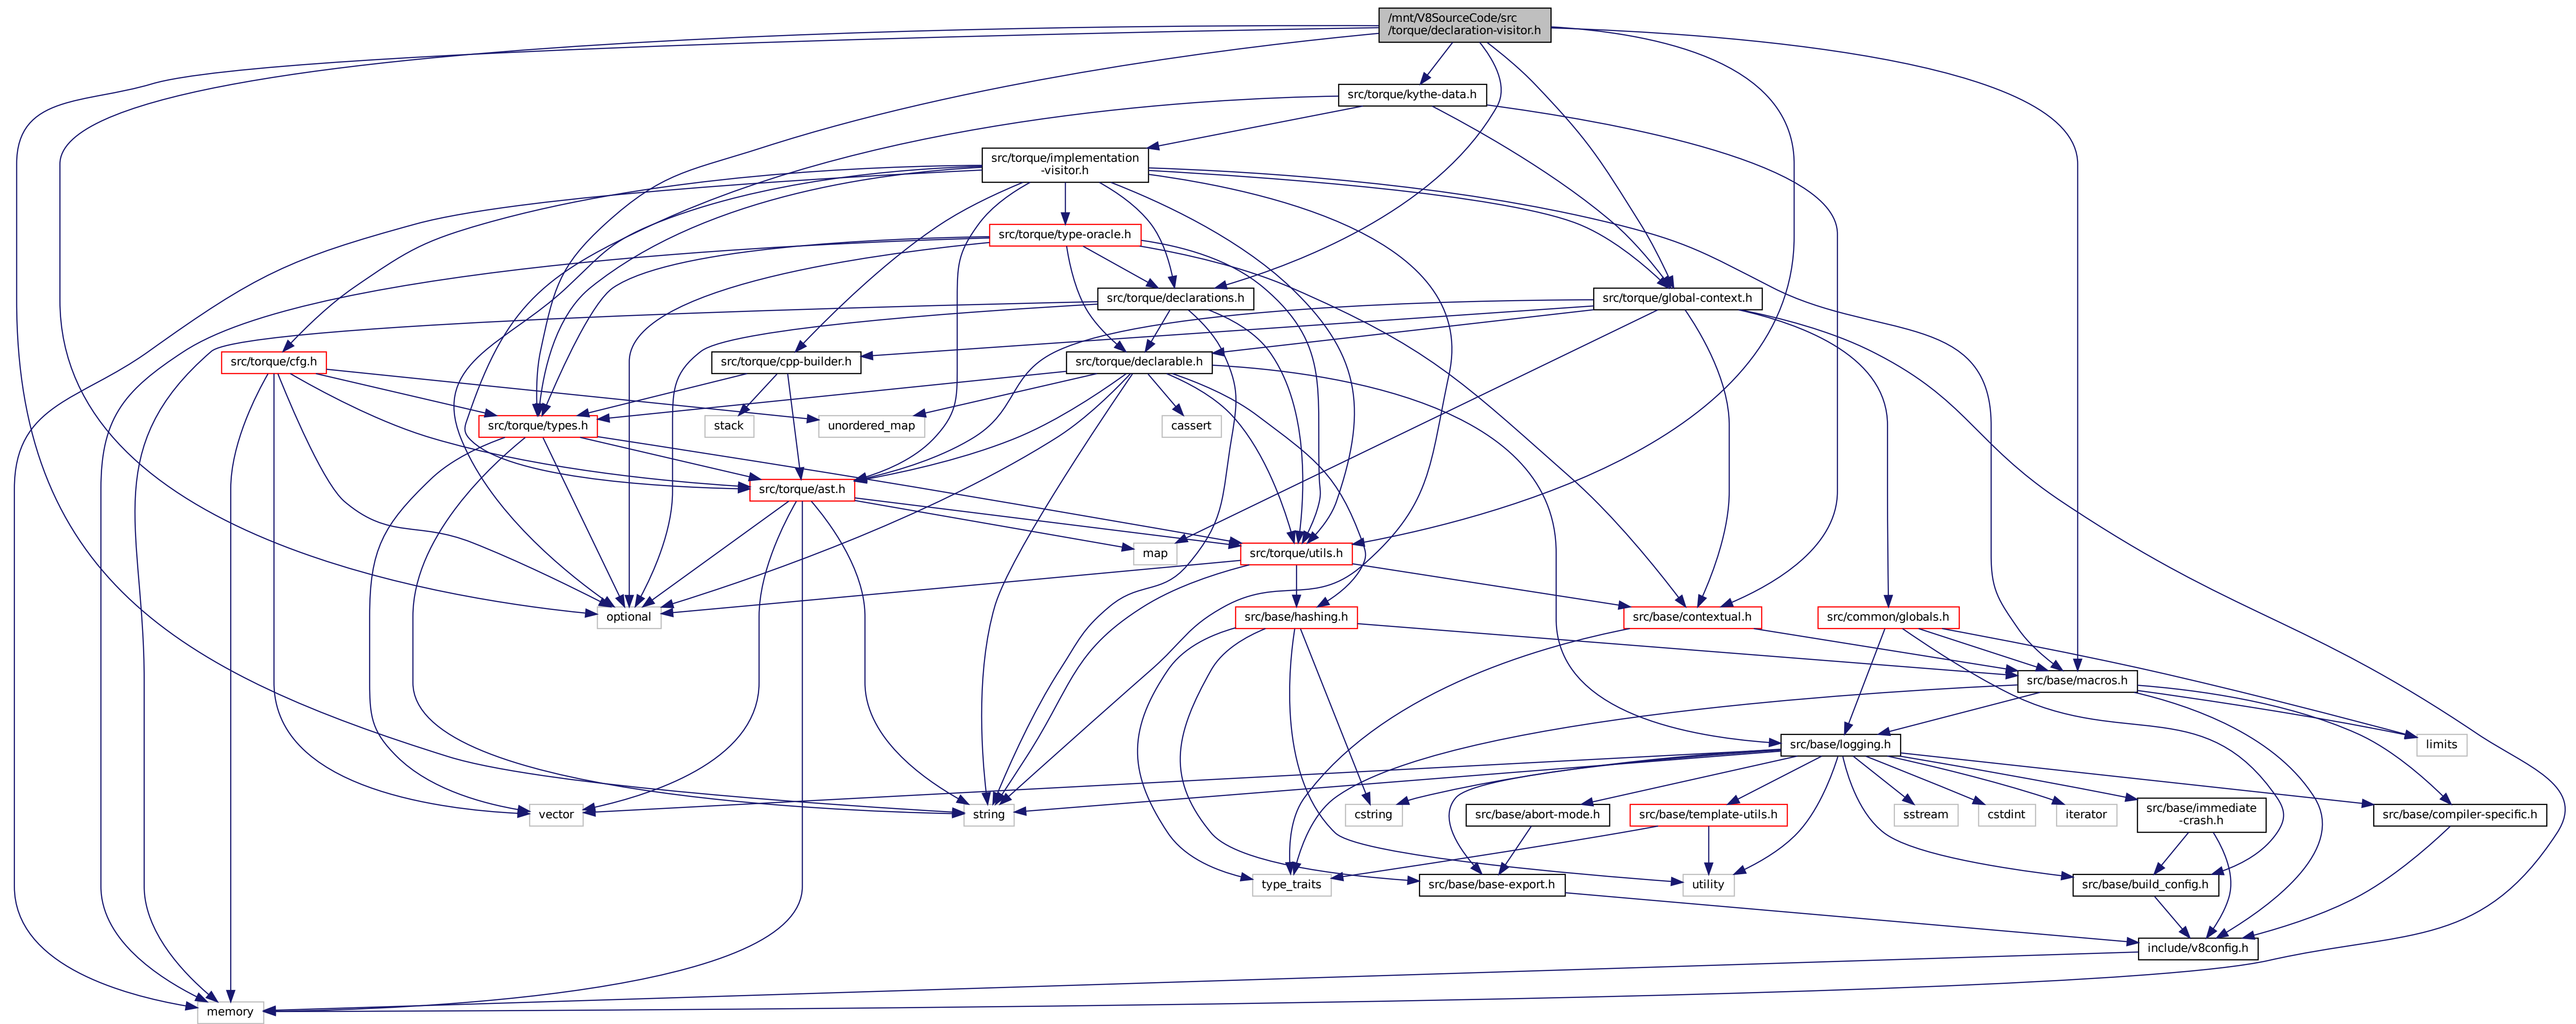 /mnt/V8SourceCode/src
/torque/declaration-visitor.h
src/torque/kythe-data.h
src/torque/implementation
-visitor.h
src/torque/type-oracle.h
src/torque/declarations.h
src/torque/global-context.h
src/torque/cfg.h
src/torque/cpp-builder.h
src/torque/declarable.h
src/torque/types.h
stack
unordered_map
cassert
src/torque/ast.h
map
src/torque/utils.h
optional
src/base/hashing.h
src/base/contextual.h
src/common/globals.h
src/base/macros.h
src/base/logging.h
limits
vector
string
cstring
src/base/abort-mode.h
src/base/template-utils.h
sstream
cstdint
iterator
src/base/immediate
-crash.h
src/base/compiler-specific.h
type_traits
src/base/base-export.h
utility
src/base/build_config.h
include/v8config.h
memory